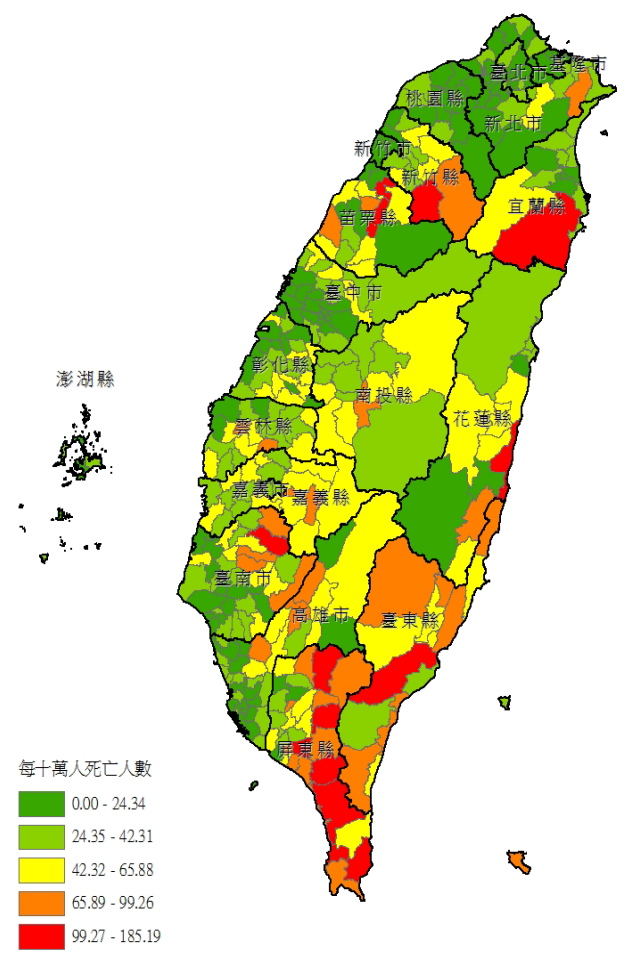 基隆市
臺北市
桃園縣
新北市
新竹市
新竹縣
宜蘭縣
苗栗縣
臺中市
彰化縣
澎湖縣
南投縣
花蓮縣
雲林縣
嘉義市
嘉義縣
臺南市
高雄市
臺東縣
屏東縣
每十萬人死亡人數
0.00 - 24.34
24.35 - 42.31
42.32 - 65.88
65.89 - 99.26
99.27 - 185.19